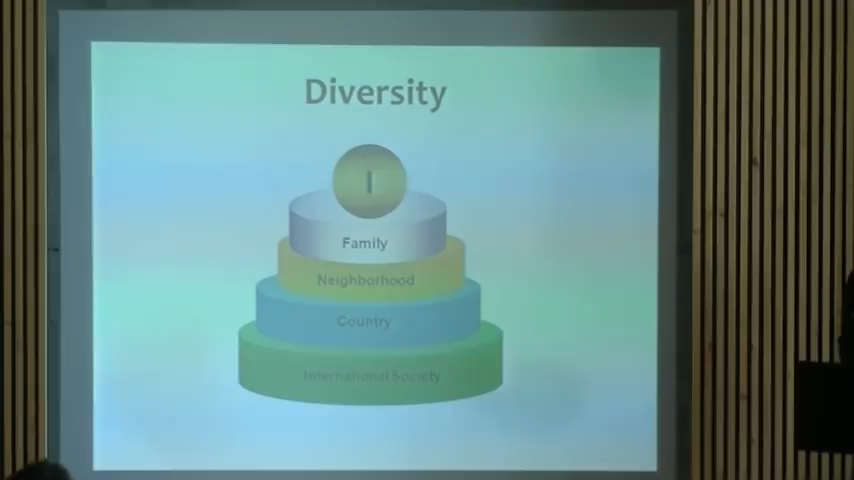 Diversity
I
Family
Neighborhood
Country
International Society